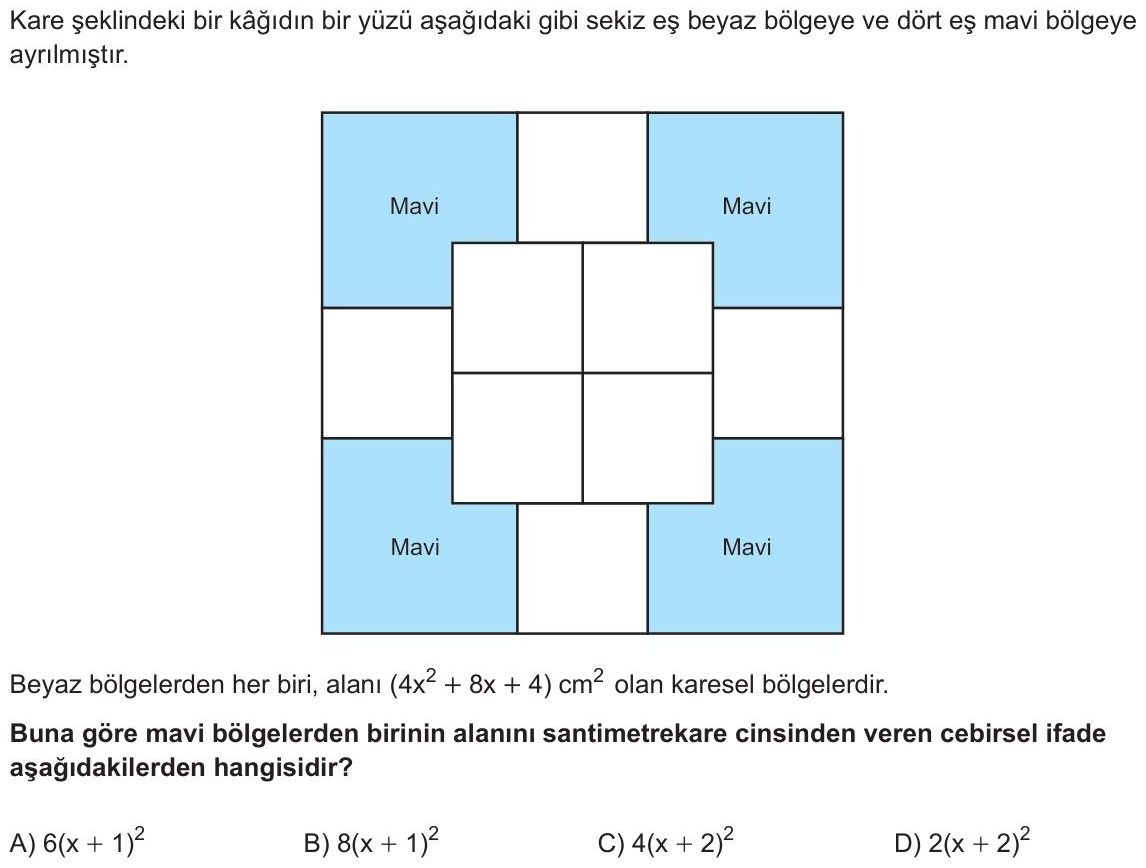 Kare şeklindeki bir kâğıdın bir yüzü aşağıdaki gibi sekiz eş beyaz bölgeye ve dört eş mavi bölgeye
ayrılmıştır.
Mavi Mavi
Mavi Mavi
Beyaz bölgelerden her biri, alanı (4x² + 8x + 4) cm² olan karesel bölgelerdir.
Buna göre mavi bölgelerden birinin alanını santimetrekare cinsinden veren cebirsel ifade
aşağıdakilerden hangisidir?
A) 6(x + 1)² B) 8(x + 1)² C) 4(x + 2)² D) 2(x + 2)²